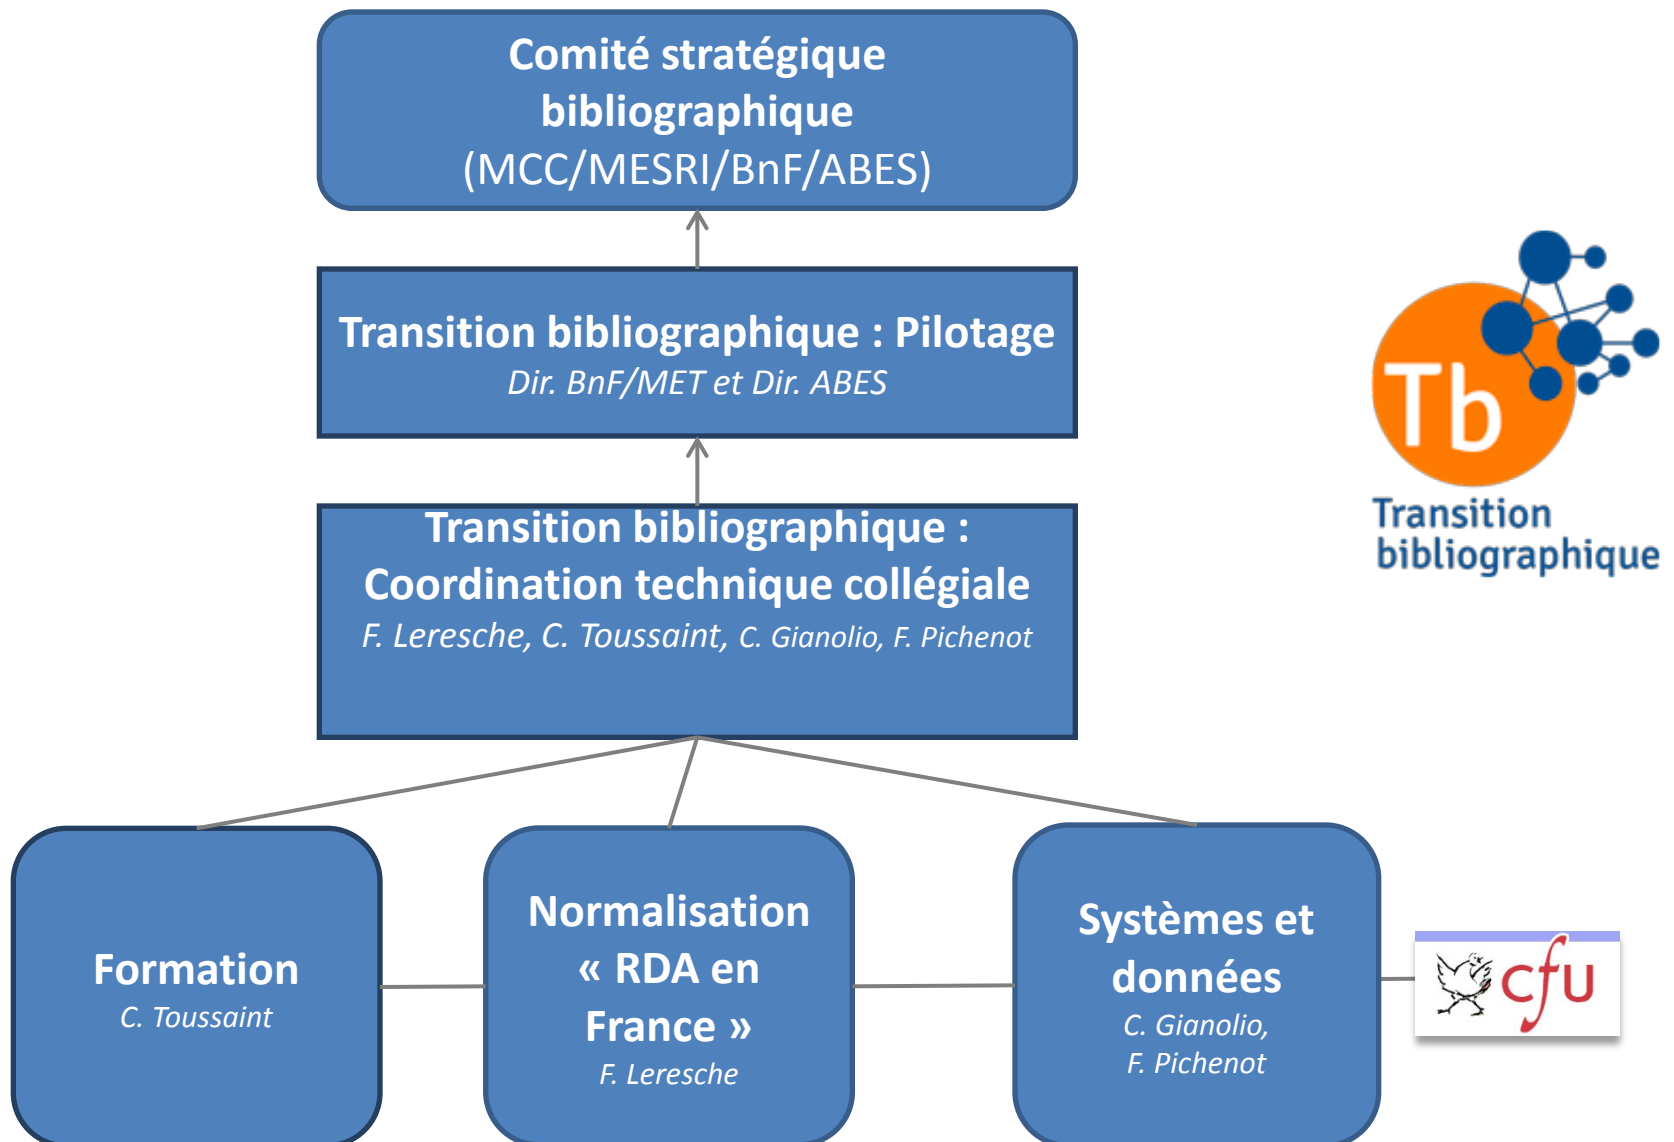 Comité stratégique
bibliographique
(MCC/MESRI/BnF/ABES)
Transition bibliographique : Pilotage
Dir. BnF/MET et Dir. ABES
Transition bibliographique :
Coordination technique collégiale
F. Leresche, C. Toussaint, C. Gianolio, F. Pichenot
Tb
Transition
bibliographique
Formation
C. Toussaint
Normalisation
« RDA en
France »
F. Leresche
Systèmes et
données
C. Gianolio,
F. Pichenot
cfU